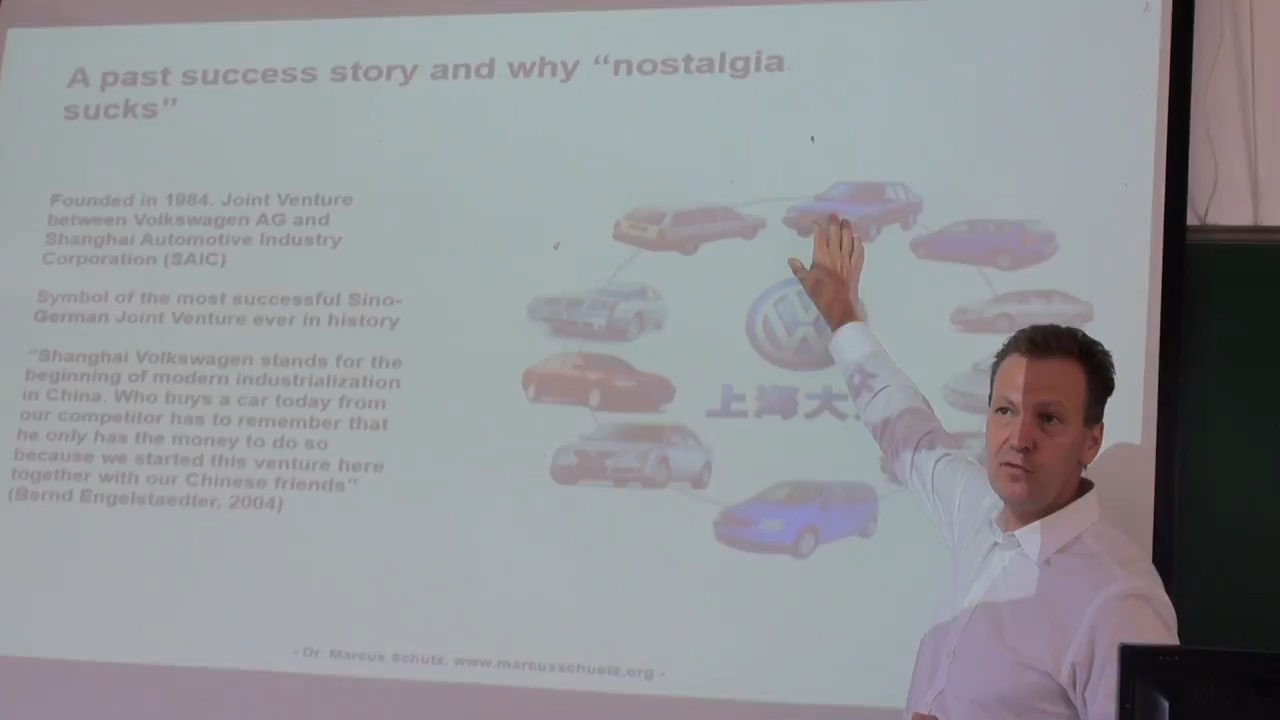 A past success story and why “nostalgia
sucks”
Founded in 1984. Joint Venture
between Volkswagen AG and
Shanghai Automotive Industry
Corporation (SAIC)
Symbol of the most successful Sino-
German Joint Venture ever in history
“Shanghai Volkswagen stands for the
beginning of modern industrialization
in China. Who buys a car today from
our competitor has to remember that
he only has the money to do so
because we started this venture here
together with our Chinese friends”
(Bernd Engelstaedter, 2004)
上海大众
- Dr. Marcus Schütz, www.marcusschuetz.org -